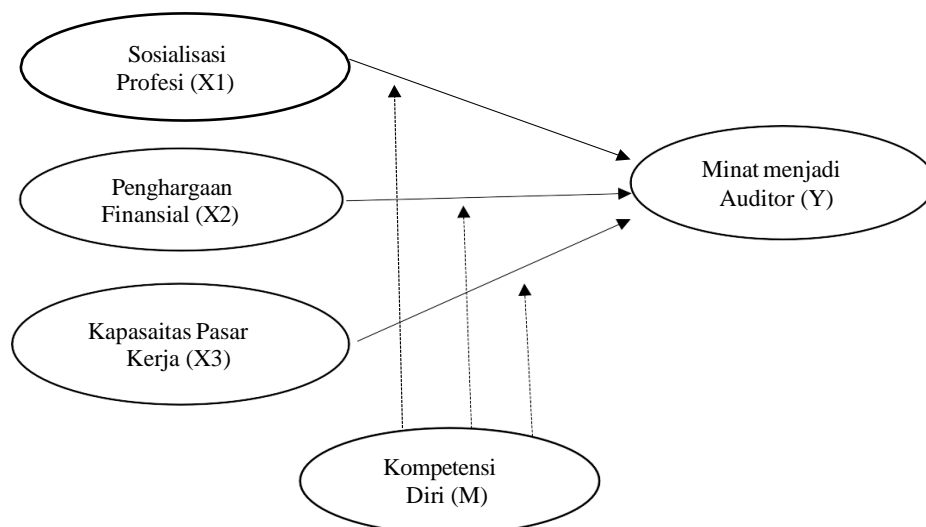 Sosialisasi
Profesi (X1)
Penghargaan
Finansial (X2)
Kapasaitas Pasar
Kerja (X3)
Minat menjadi
Auditor (Y)
Kompetensi
Diri (M)